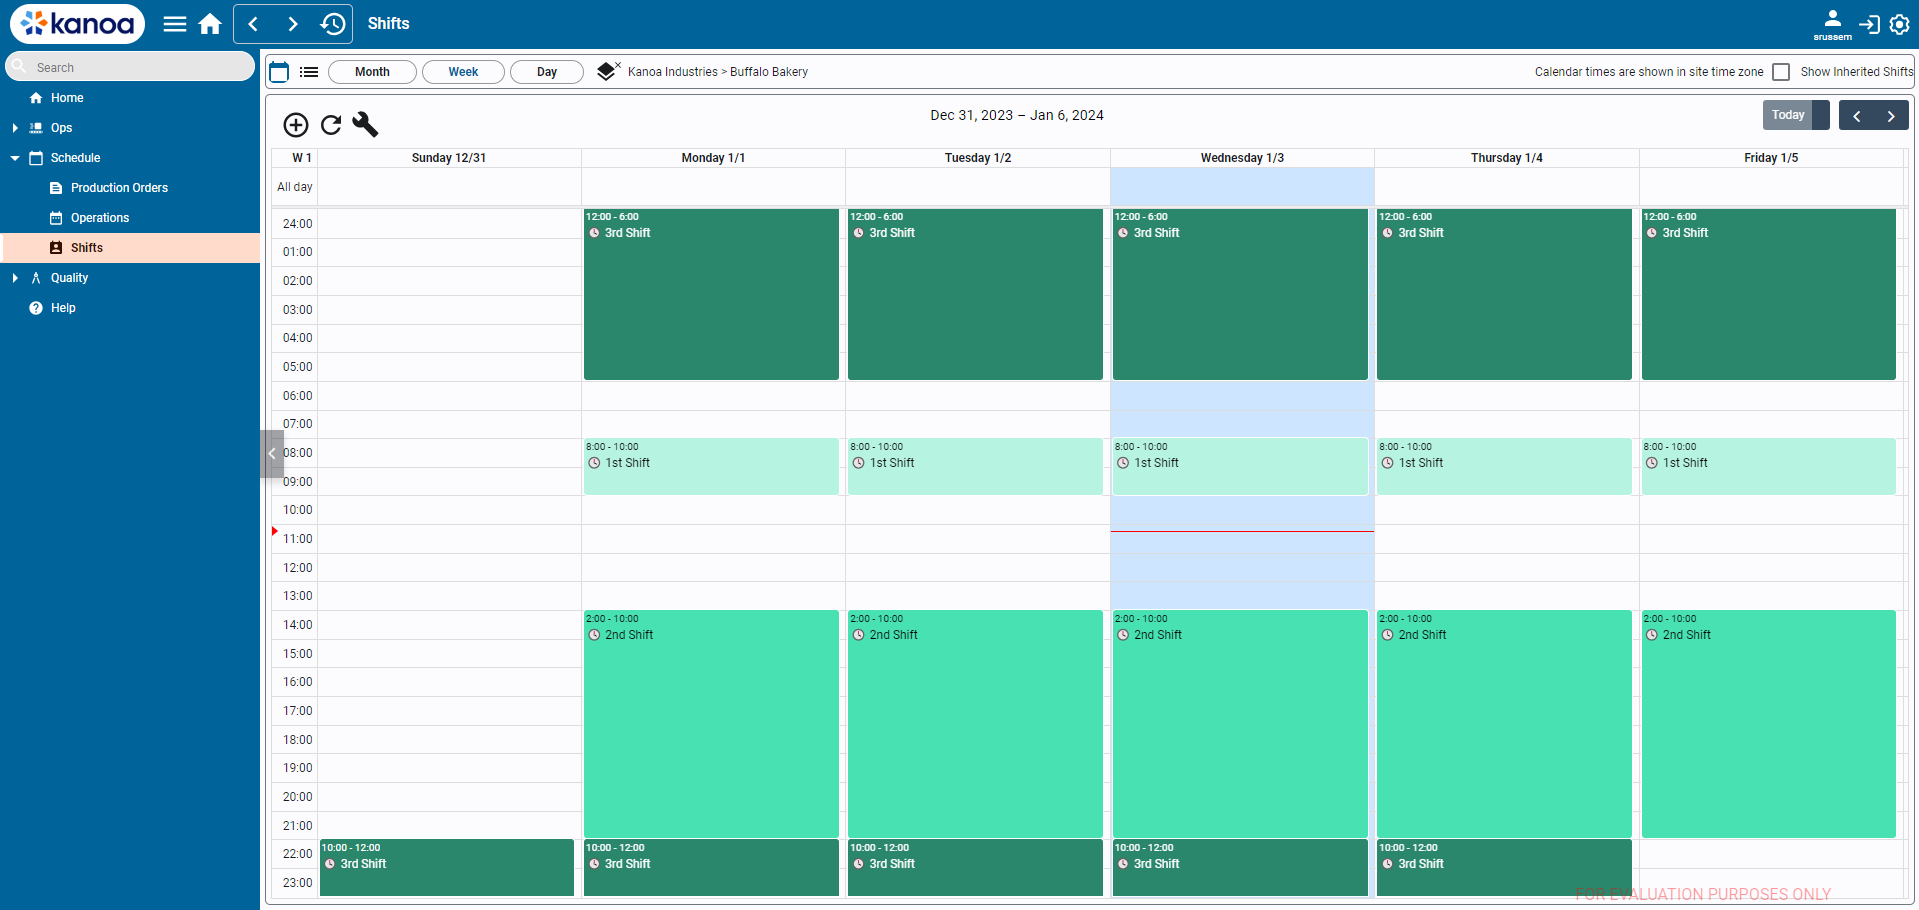 kanoa
Shifts
srussem
Search
Home
Ops
Schedule
Production Orders
Operations
Shifts
Quality
Help
Month
Week
Day
Kanoa Industries > Buffalo Bakery
Calendar times are shown in site time zone
Show Inherited Shifts
Dec 31, 2023 – Jan 6, 2024
Today
W 1
Sunday 12/31
Monday 1/1
Tuesday 1/2
Wednesday 1/3
Thursday 1/4
Friday 1/5
All day
24:00
01:00
02:00
03:00
04:00
05:00
06:00
07:00
08:00
09:00
10:00
11:00
12:00
13:00
14:00
15:00
16:00
17:00
18:00
19:00
20:00
21:00
22:00
23:00
10:00 - 12:00
3rd Shift
12:00 - 6:00
3rd Shift
8:00 - 10:00
1st Shift
2:00 - 10:00
2nd Shift
10:00 - 12:00
3rd Shift
12:00 - 6:00
3rd Shift
8:00 - 10:00
1st Shift
2:00 - 10:00
2nd Shift
10:00 - 12:00
3rd Shift
12:00 - 6:00
3rd Shift
8:00 - 10:00
1st Shift
2:00 - 10:00
2nd Shift
10:00 - 12:00
3rd Shift
12:00 - 6:00
3rd Shift
8:00 - 10:00
1st Shift
2:00 - 10:00
2nd Shift
10:00 - 12:00
3rd Shift
12:00 - 6:00
3rd Shift
8:00 - 10:00
1st Shift
2:00 - 10:00
2nd Shift
FOR EVALUATION PURPOSES ONLY